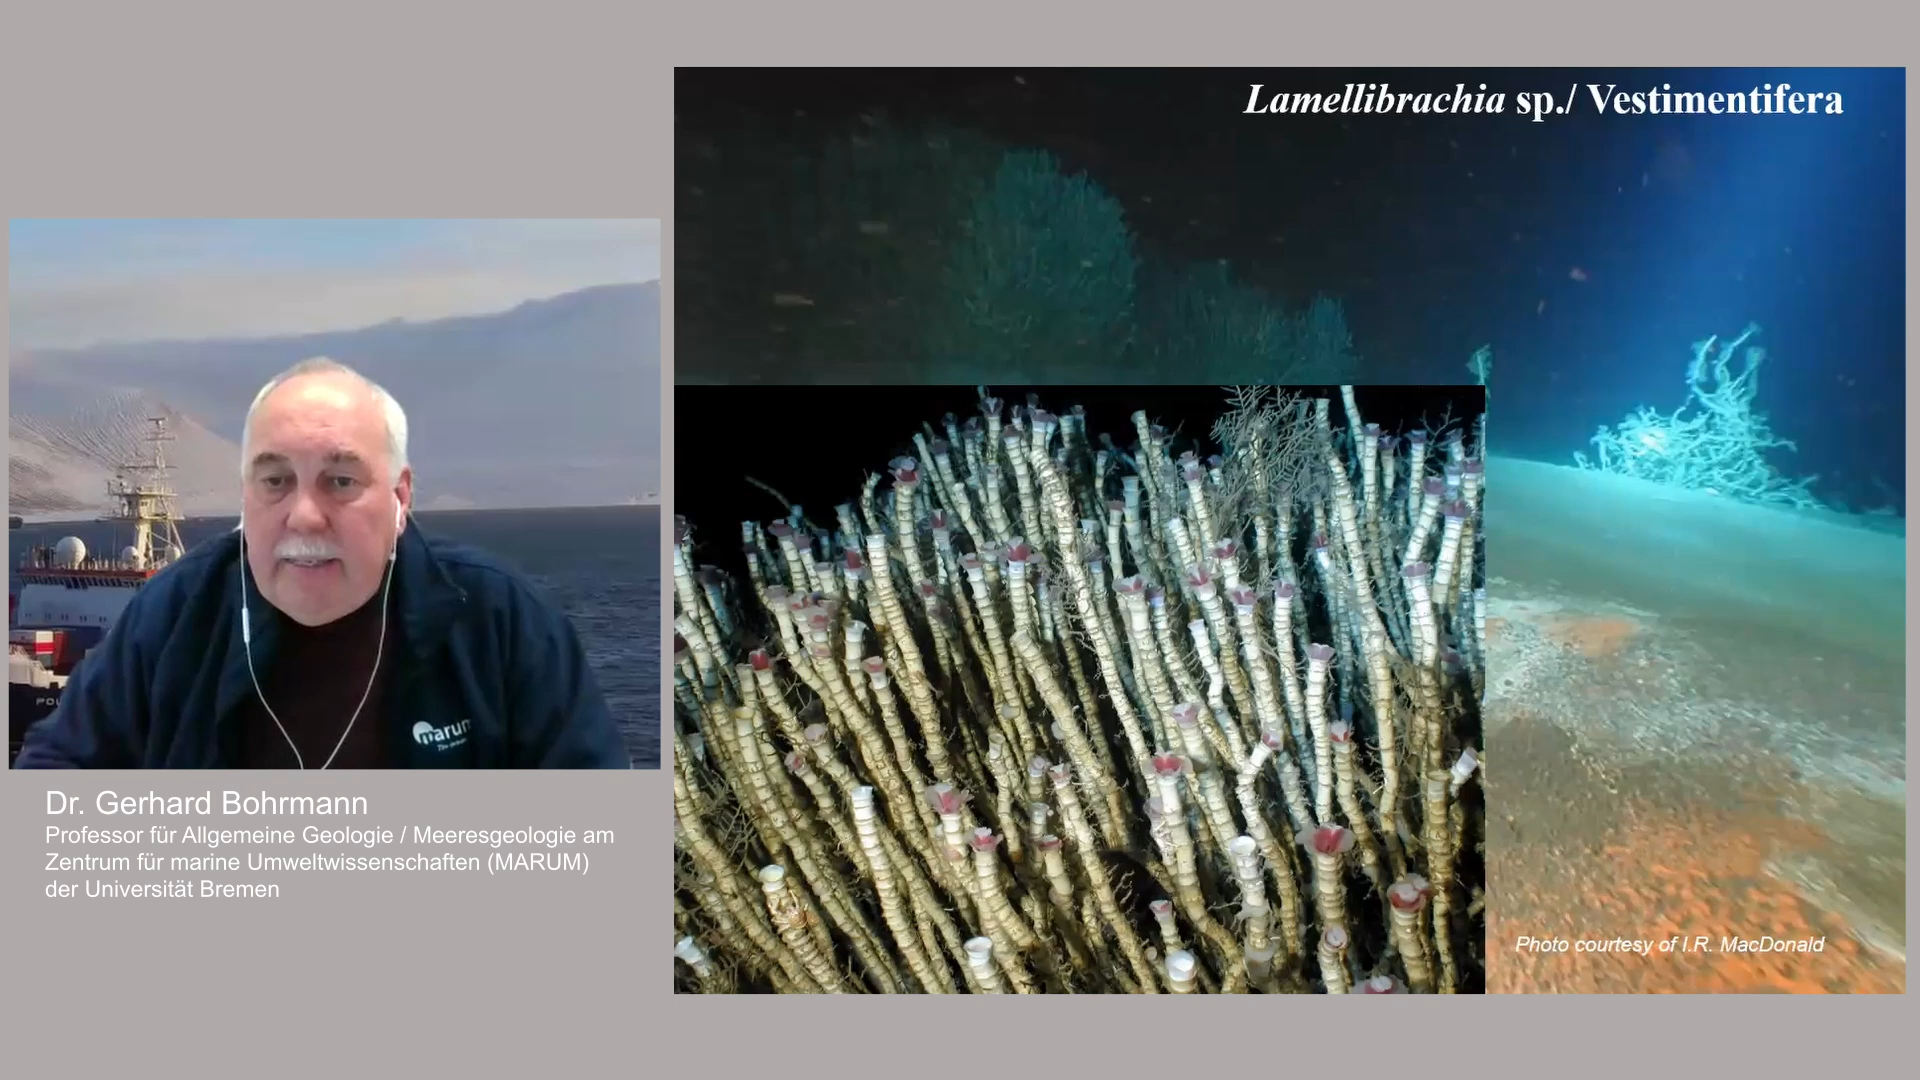 Lamellibrachia sp./ Vestimentifera
marum
Dr. Gerhard Bohrmann
Professor für Allgemeine Geologie / Meeresgeologie am
Zentrum für marine Umweltwissenschaften (MARUM)
der Universität Bremen
Photo courtesy of I.R. MacDonald